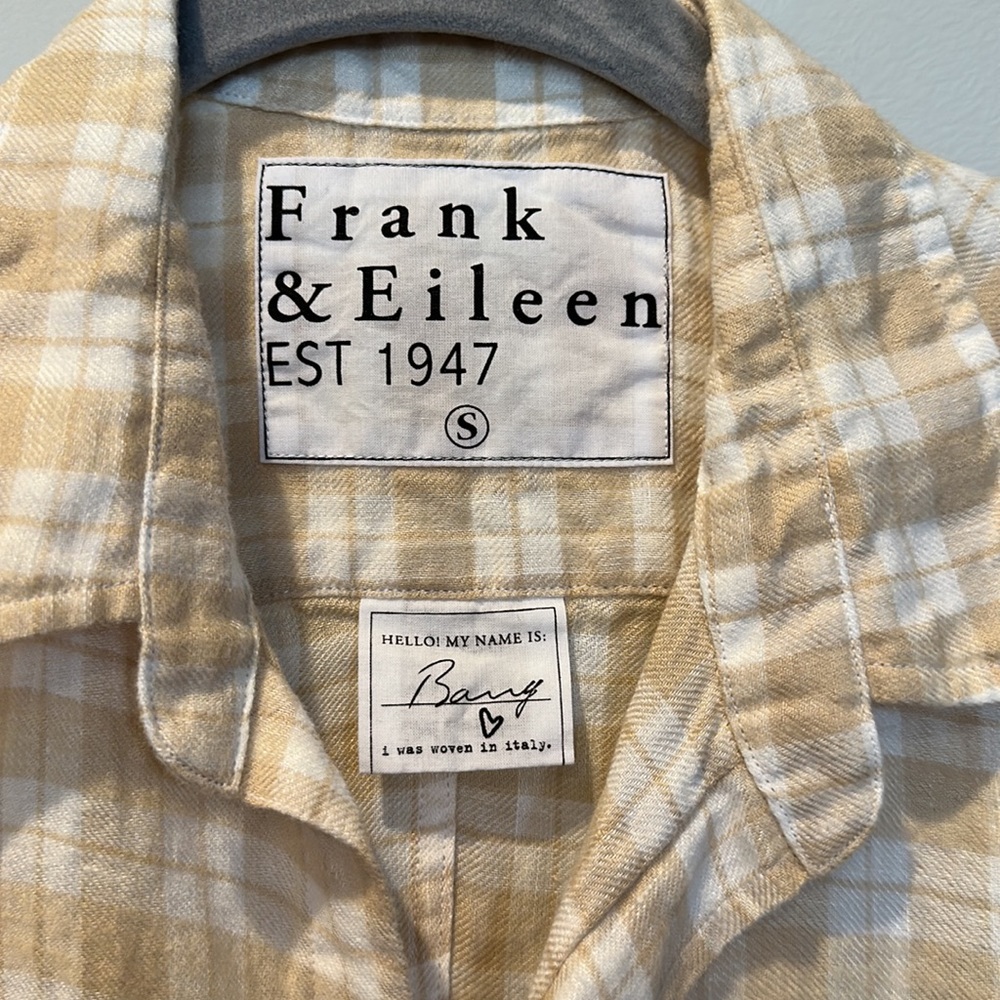 Frank
& Eileen
EST 1947
S
HELLO! MY NAME IS:
Barry
i was woven in italy.